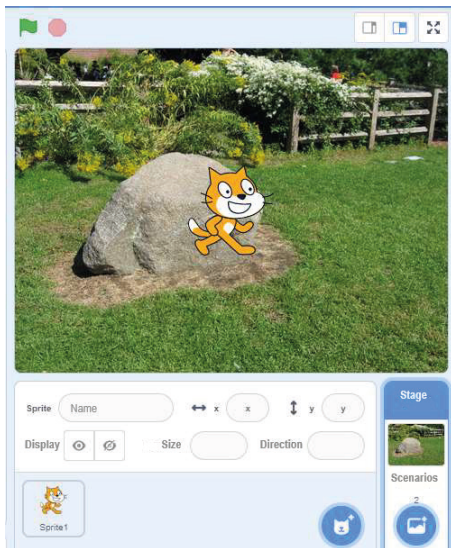 Stage
Sprite Name x x y y
Display Size Direction
Scenarios
2
Sprite1